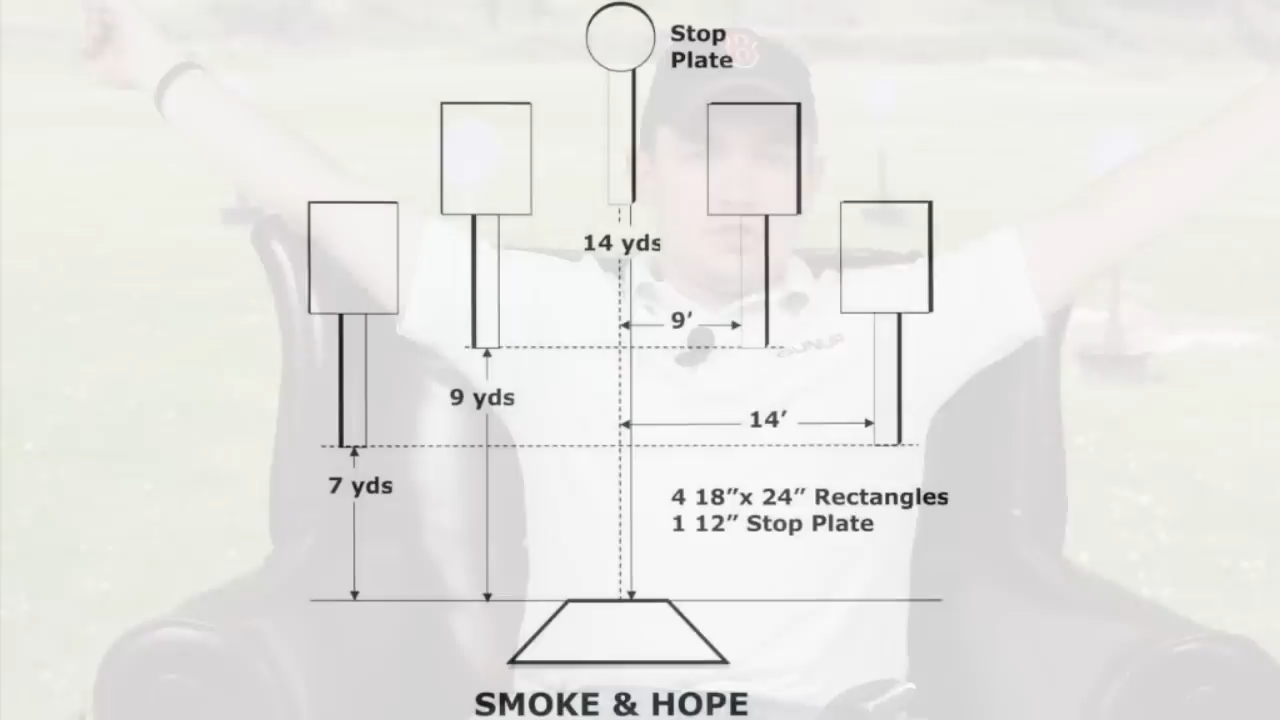 Stop
Plate
14 yds
9’
9 yds
14’
7 yds
4 18”x 24” Rectangles
1 12” Stop Plate
SMOKE & HOPE